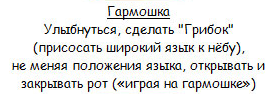 Гармошка
Улыбнуться, сделать "Грибок"
(присосать широкий язык к нёбу),
не меняя положения языка, открывать и
закрывать рот («играя на гармошке»)